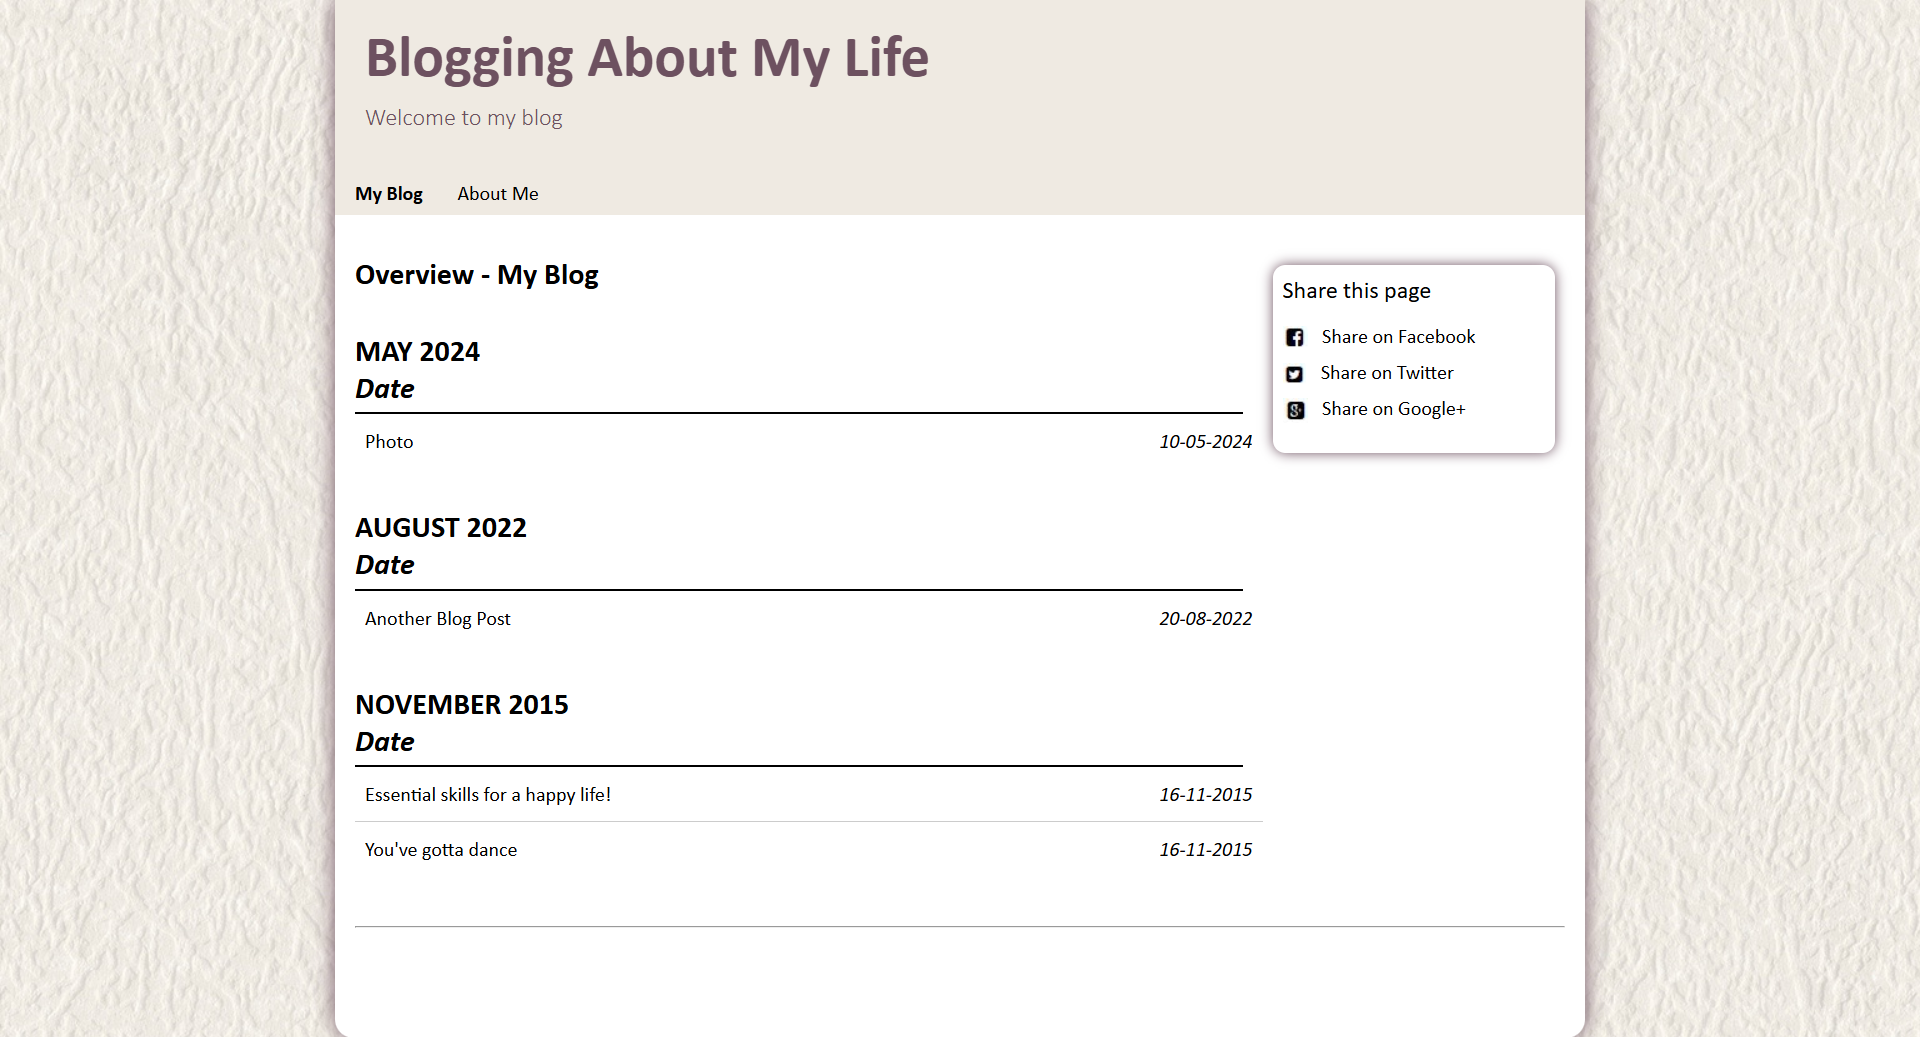 Blogging About My Life
Welcome to my blog
My Blog About Me
Overview - My Blog
MAY 2024
Date
Photo 10-05-2024
AUGUST 2022
Date
Another Blog Post 20-08-2022
NOVEMBER 2015
Date
Essential skills for a happy life! 16-11-2015
You've gotta dance 16-11-2015
Share this page
Share on Facebook
Share on Twitter
Share on Google+